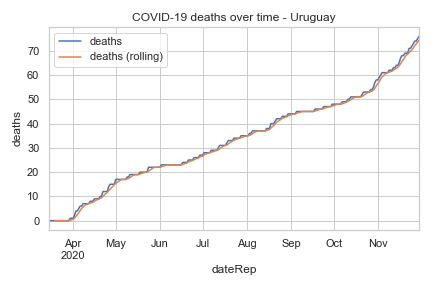 COVID-19 deaths over time - Uruguay
deaths
deaths (rolling)
deaths
70
60
50
40
30
20
10
0
Apr May Jun Jul Aug Sep Oct Nov
2020
dateRep